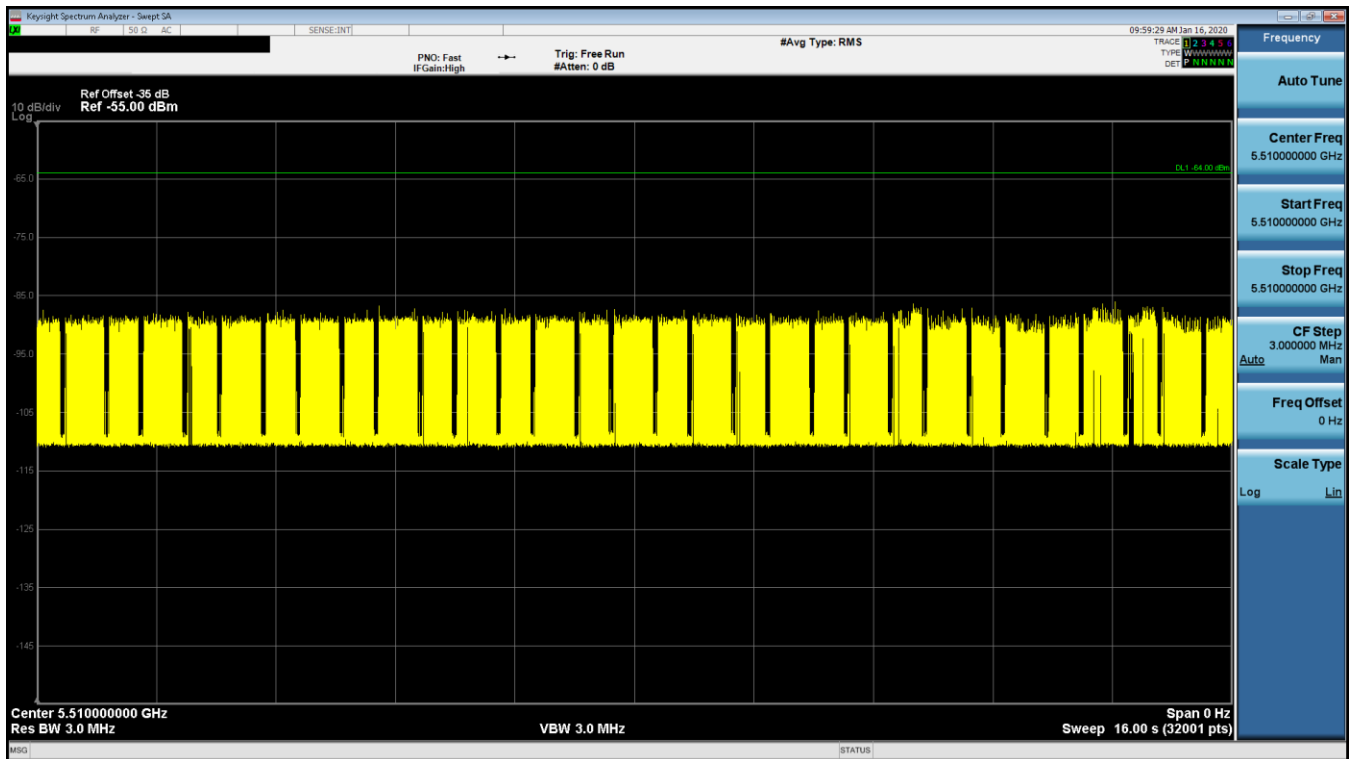 Keysight Spectrum Analyzer - Swept SA
RF 50 Ω AC SENSE:INT 09:59:29 AM Jan 16, 2020
#Avg Type: RMS
PNO: Fast Trig: Free Run
IFGain:High #Atten: 0 dB
TRACE 1 2 3 4 5 6
TYPE WWWWWW
DET P N N N N N
Ref Offset -35 dB
10 dB/div Ref -55.00 dBm
Log
DL1 -64.00 dBm
-65.0
-75.0
-85.0
-95.0
-105
-115
-125
-135
-145
Center 5.510000000 GHz Span 0 Hz
Res BW 3.0 MHz VBW 3.0 MHz Sweep 16.00 s (32001 pts)
MSG STATUS
Frequency
Auto Tune
Center Freq
5.510000000 GHz
Start Freq
5.510000000 GHz
Stop Freq
5.510000000 GHz
CF Step
3.000000 MHz
Auto Man
Freq Offset
0 Hz
Scale Type
Log Lin